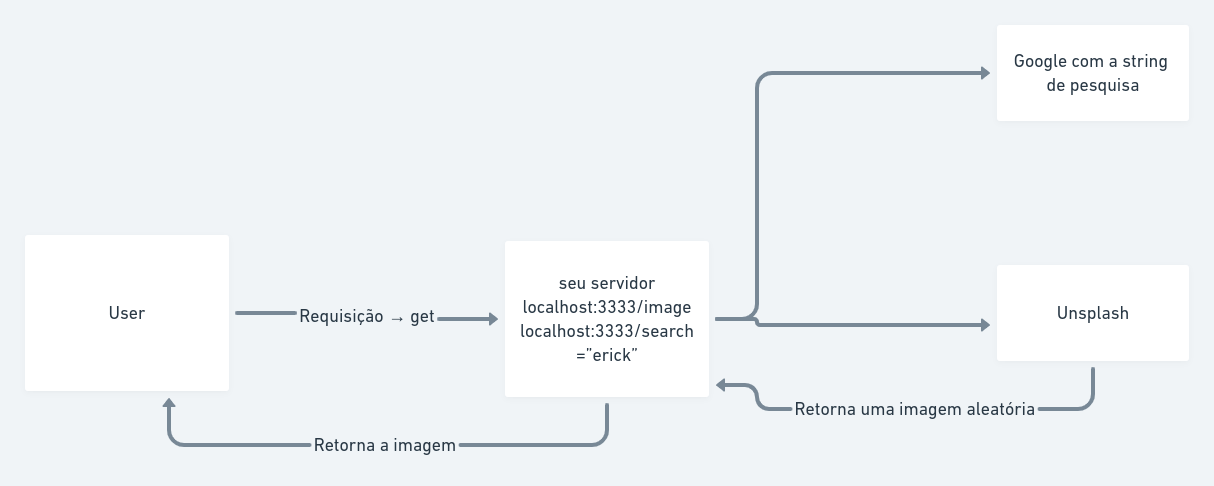 Google com a string
de pesquisa
User
Requisição → get
seu servidor
localhost:3333/image
localhost:3333/search
="erick"
Unsplash
Retorna uma imagem aleatória
Retorna a imagem